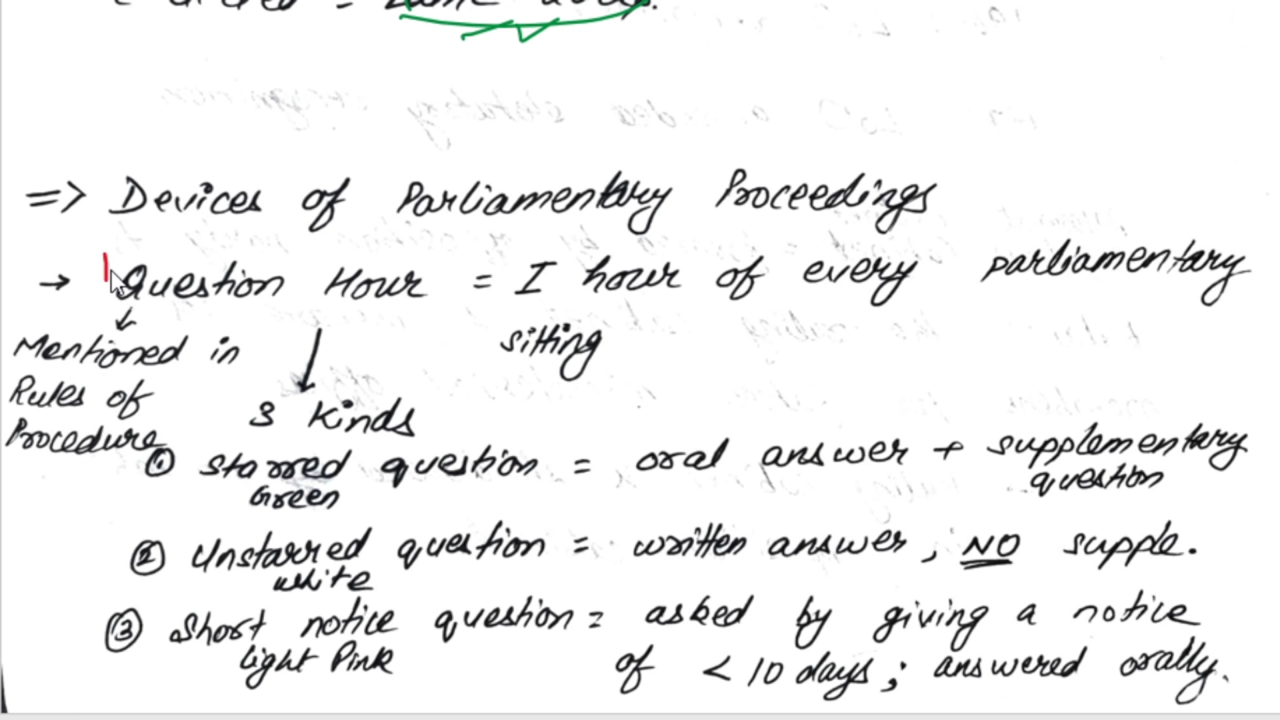 => Devices of Parliamentary Proceedings
→ Question Hour = I hour of every parliamentary
sitting
Mentioned in
Rules of
Procedure
3 kinds
① starred question = oral answer + supplementary
question
Green
② Unstarred question = written answer, NO supple.
white
③ short notice question = asked by giving a notice
light Pink
of < 10 days; answered orally.